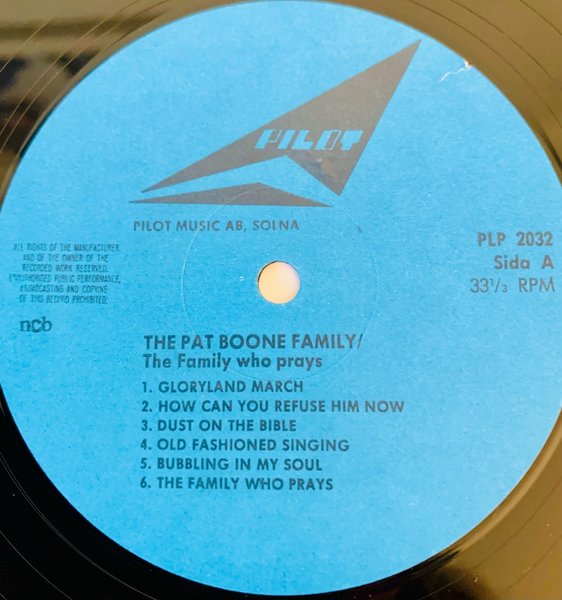 PILOT
PILOT MUSIC AB, SOLNA
ALL RIGHTS OF THE MANUFACTURER
AND OF THE OWNER OF THE
RECORDED WORK RESERVED.
UNAUTHORISED PUBLIC PERFORMANCE,
BROADCASTING AND COPYING
OF THIS RECORD PROHIBITED.
ncb
PLP 2032
Sida A
33 1/3 RPM
THE PAT BOONE FAMILY/
The Family who prays
1. GLORYLAND MARCH
2. HOW CAN YOU REFUSE HIM NOW
3. DUST ON THE BIBLE
4. OLD FASHIONED SINGING
5. BUBBLING IN MY SOUL
6. THE FAMILY WHO PRAYS